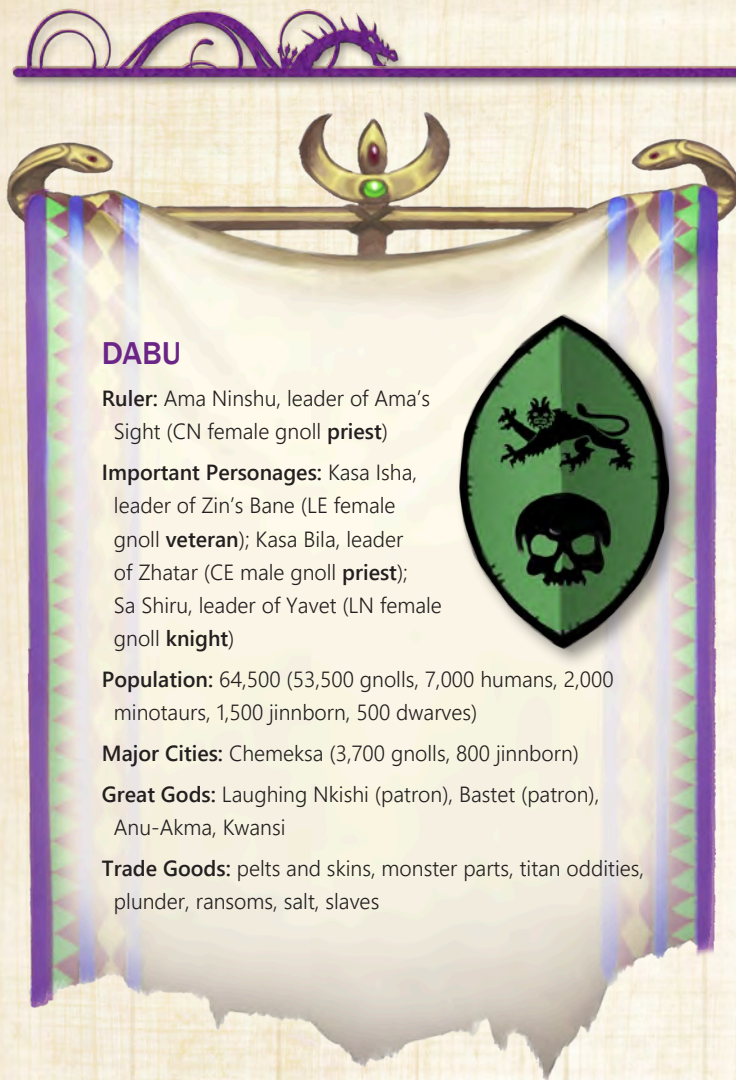 DABU
Ruler: Ama Ninshu, leader of Ama’s
Sight (CN female gnoll priest)
Important Personages: Kasa Isha,
leader of Zin’s Bane (LE female
gnoll veteran); Kasa Bila, leader
of Zhatar (CE male gnoll priest);
Sa Shiru, leader of Yavet (LN female
gnoll knight)
Population: 64,500 (53,500 gnolls, 7,000 humans, 2,000
minotaurs, 1,500 jinnborn, 500 dwarves)
Major Cities: Chemeksa (3,700 gnolls, 800 jinnborn)
Great Gods: Laughing Nkishi (patron), Bastet (patron),
Anu-Akma, Kwansi
Trade Goods: pelts and skins, monster parts, titan oddities,
plunder, ransoms, salt, slaves